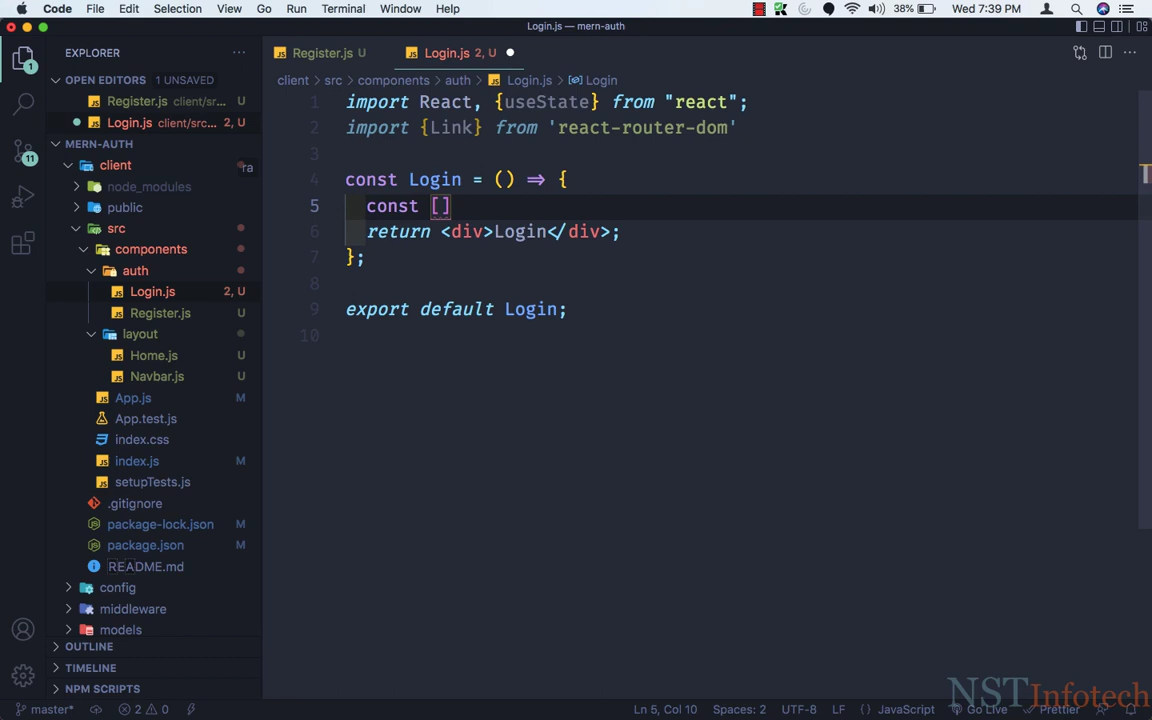 Code File Edit Selection View Go Run Terminal Window Help 38% Wed 7:39 PM
Login.js — mern-auth
EXPLORER
Register.js U
Login.js 2, U
OPEN EDITORS 1 UNSAVED
Register.js client/sr... U
Login.js client/src... 2, U
MERN-AUTH
client
node_modules
public
src
components
auth
Login.js 2, U
Register.js U
layout
Home.js U
Navbar.js U
App.js M
App.test.js
index.css
index.js M
setupTests.js
.gitignore
package-lock.json M
package.json M
README.md
config
middleware
models
OUTLINE
TIMELINE
NPM SCRIPTS
ra
1
11
client > src > components > auth > Login.js > Login
1 import React, {useState} from "react";
2 import {Link} from 'react-router-dom'
3
4 const Login = () => {
5 const []
6 return <div>Login</div>;
7 };
8
9 export default Login;
10
NST Infotech
master* 2 0 Ln 5, Col 10 Spaces: 2 UTF-8 LF {} JavaScript Go Live Prettier